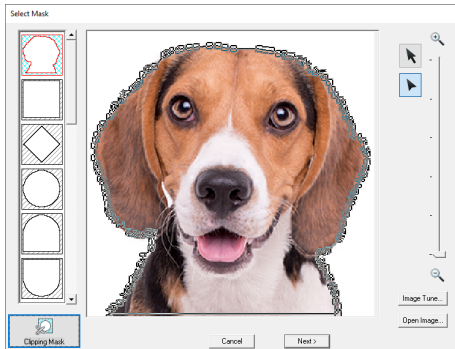 Select Mask
Image Tune...
Open Image...
Clipping Mask
Cancel
Next >